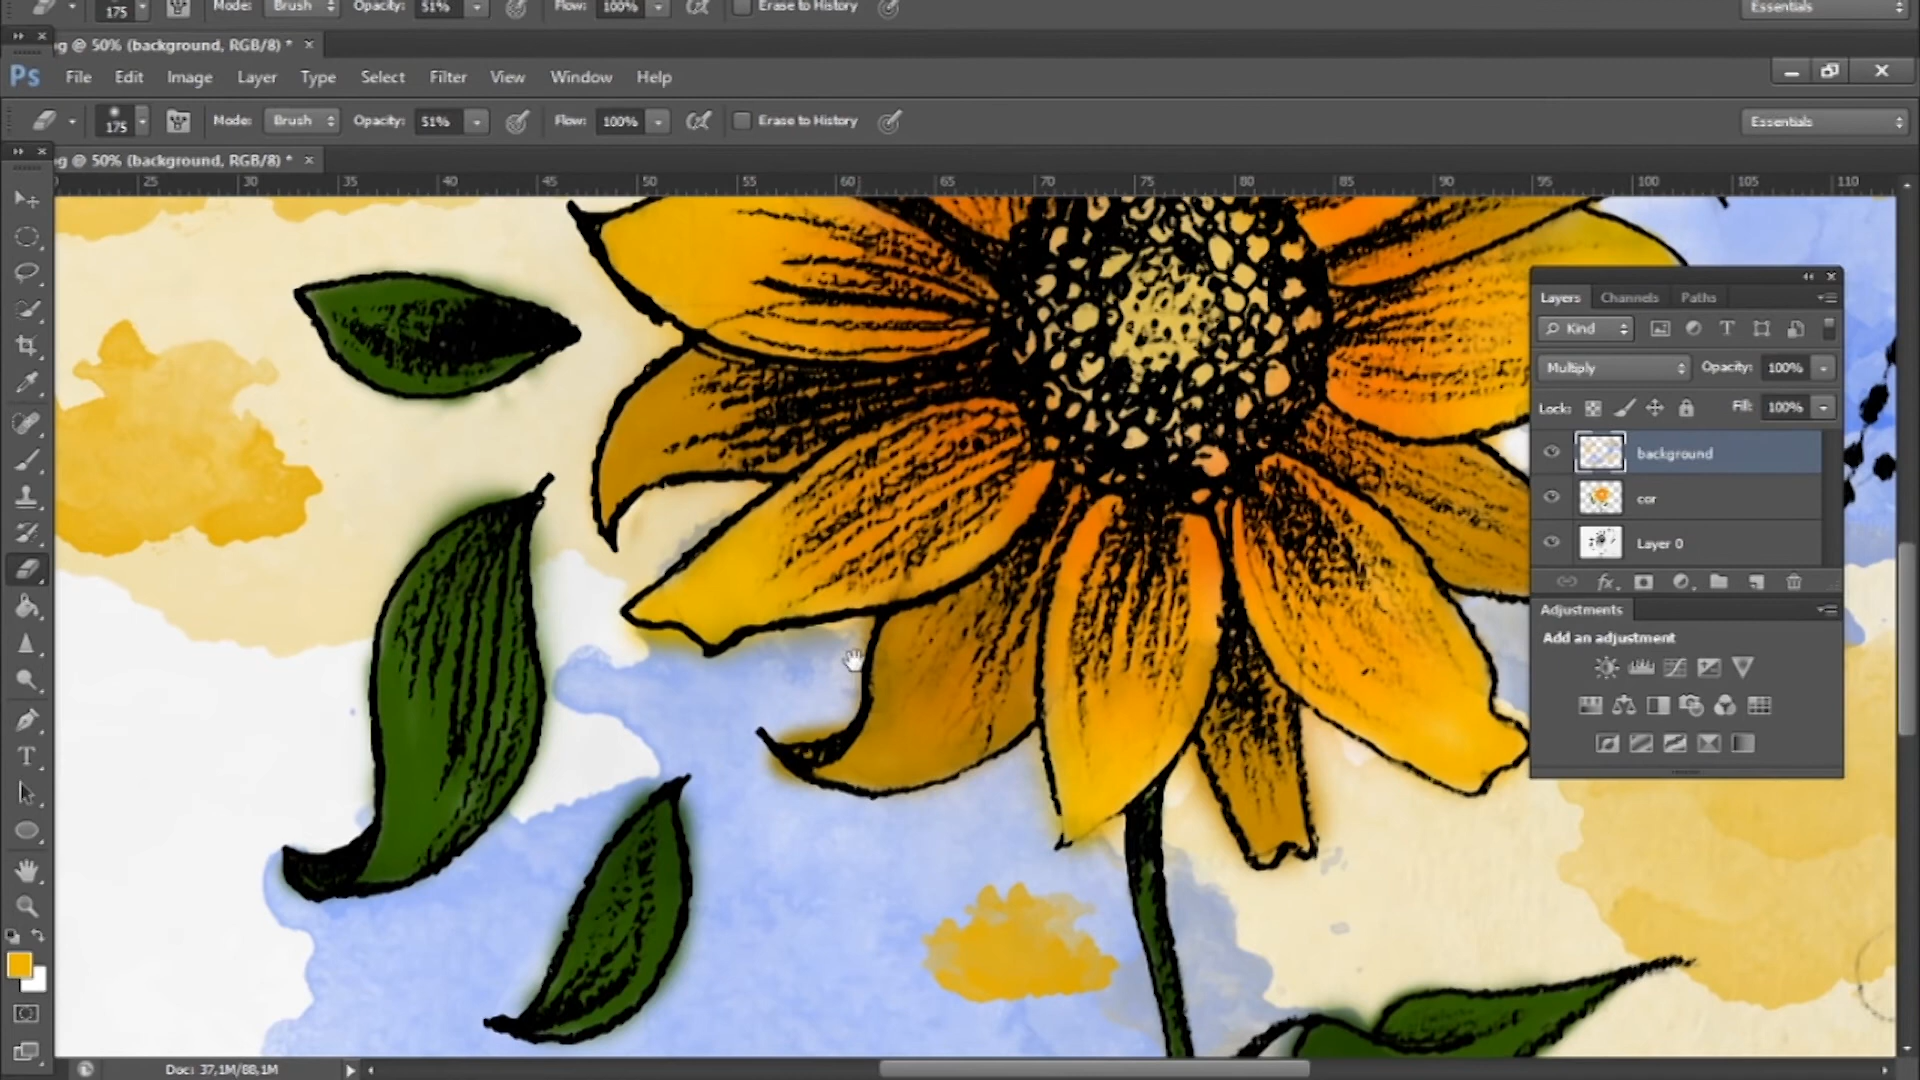 175 Mode: Brush Opacity: 51% Flow: 100% Erase to History Essentials
g @ 50% (background, RGB/8) * ×
Ps File Edit Image Layer Type Select Filter View Window Help
175 Mode: Brush Opacity: 51% Flow: 100% Erase to History Essentials
g @ 50% (background, RGB/8) * ×
25 30 35 40 45 50 55 60 65 70 75 80 85 90 95 100 105 110
Layers Channels Paths
Kind
Multiply Opacity: 100%
Lock: Fill: 100%
background
cor
Layer 0
Adjustments
Add an adjustment
Doc: 37,1M/88,1M